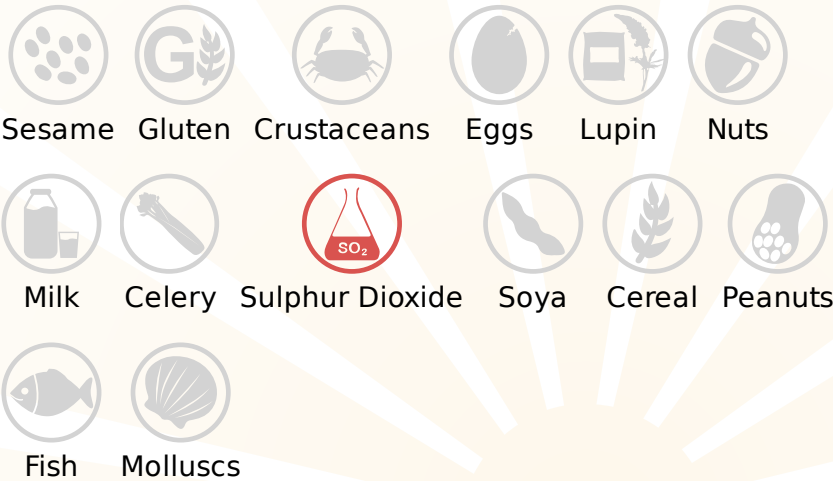 G
Sesame Gluten Crustaceans Eggs Lupin Nuts
SO₂
Milk Celery Sulphur Dioxide Soya Cereal Peanuts
Fish Molluscs